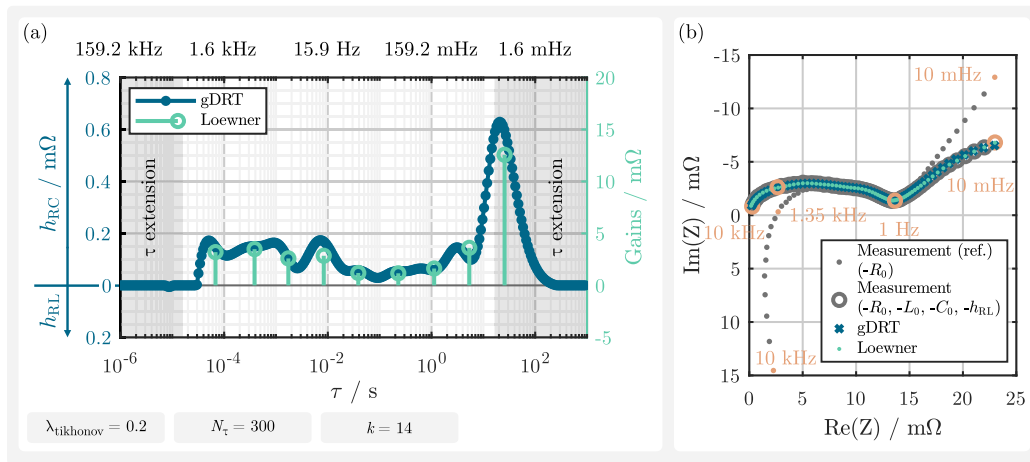 (a)
159.2 kHz 1.6 kHz 15.9 Hz 159.2 mHz 1.6 mHz
0.8
0.6
0.4
0.2
0
0.2
h_RC / mΩ
h_RL
gDRT
Loewner
τ extension
τ extension
20
15
10
5
0
-5
Gains / mΩ
10^-6 10^-4 10^-2 10^0 10^2
τ / s
λ_tikhonov = 0.2 N_τ = 300 k = 14
(b)
-15
-10
-5
0
5
10
15
Im(Z) / mΩ
10 mHz
10 mHz
10 kHz
1.35 kHz
1 Hz
10 kHz
Measurement (ref.)
(-R_0)
Measurement
(-R_0, -L_0, -C_0, -h_RL)
gDRT
Loewner
0 5 10 15 20 25
Re(Z) / mΩ